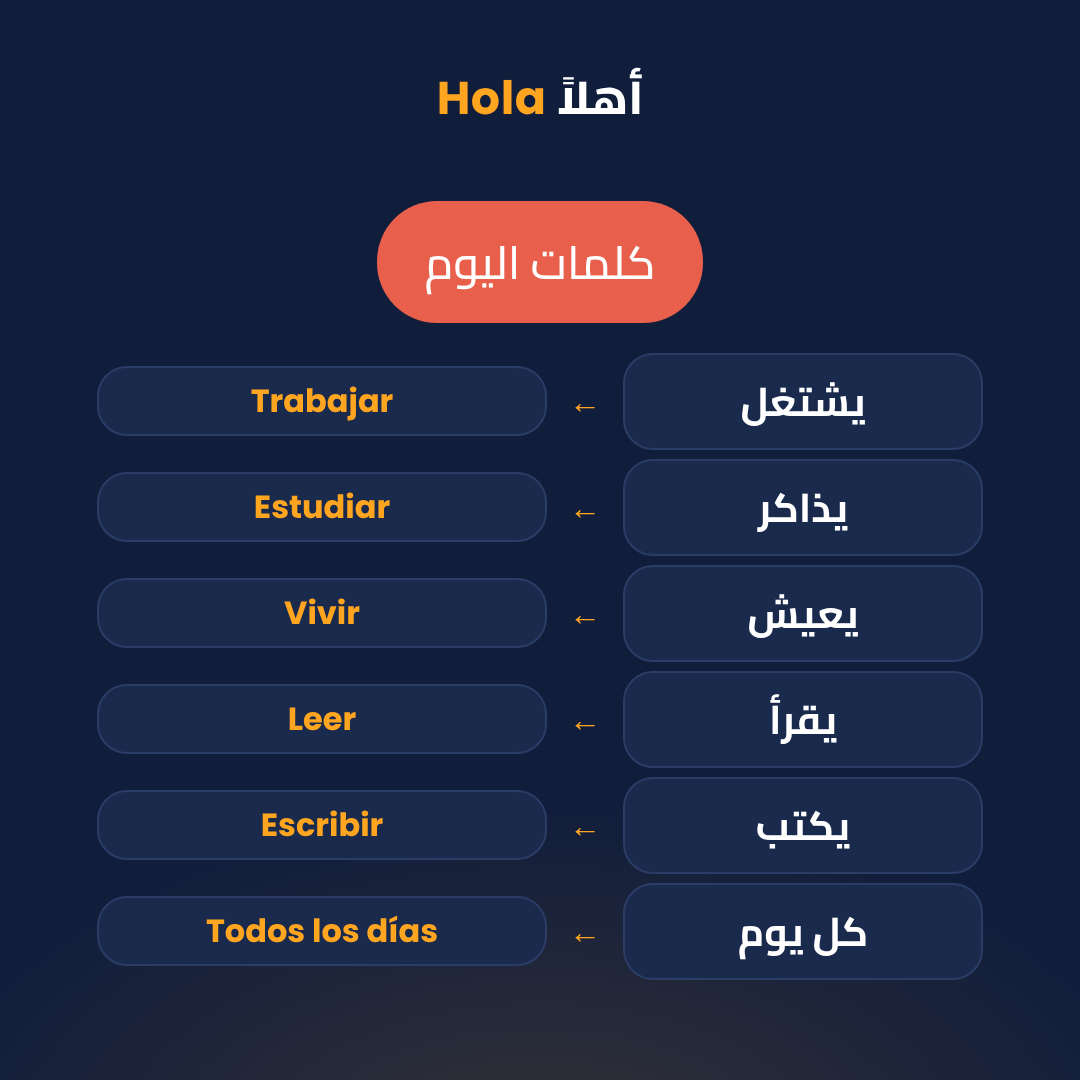 أهلاً Hola
كلمات اليوم
يشتغل ← Trabajar
يذاكر ← Estudiar
يعيش ← Vivir
يقرأ ← Leer
يكتب ← Escribir
كل يوم ← Todos los días